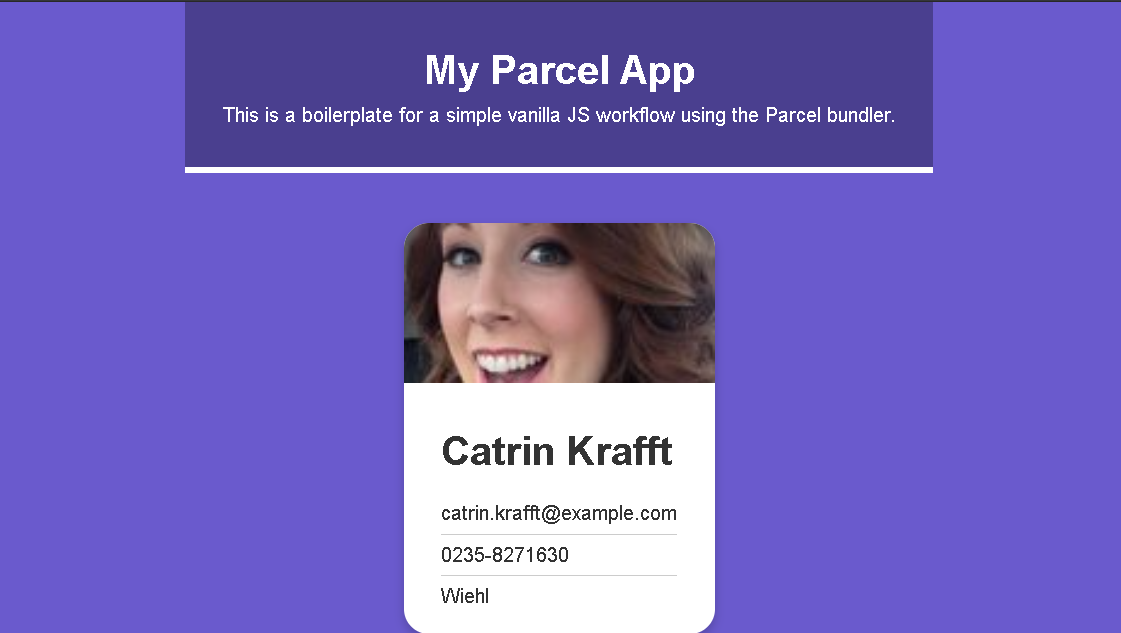 My Parcel App
This is a boilerplate for a simple vanilla JS workflow using the Parcel bundler.
Catrin Krafft
catrin.krafft@example.com
0235-8271630
Wiehl